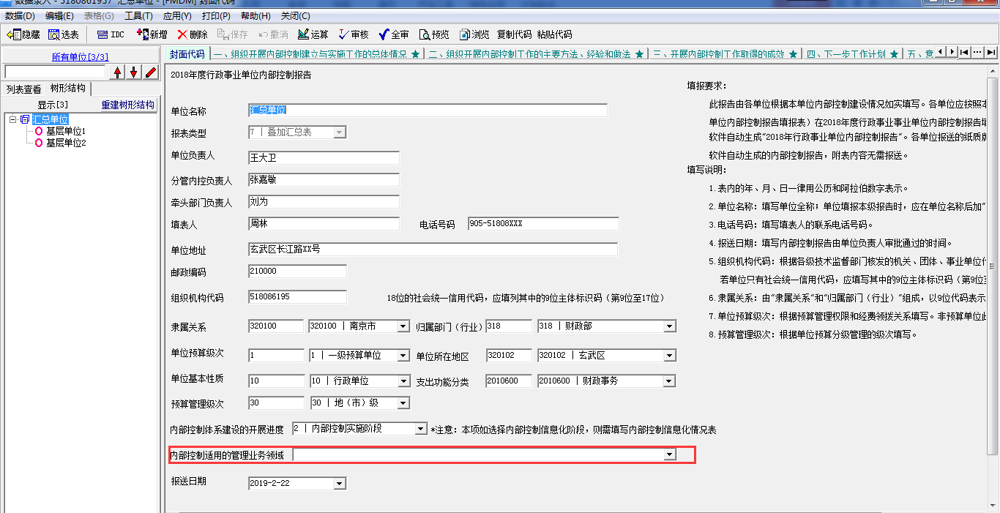 数据录入 - 5180861957 汇总单位 - [FMDM] 封面代码
数据(D) 编辑(E) 表格(G) 工具(T) 应用(Y) 打印(P) 帮助(H) 关闭(C)
隐藏 选表 IDC 新增 删除 保存 撤消 运算 审核 全审 预览 浏览 复制代码 粘贴代码
所有单位[3/3]
封面代码 一、组织开展内部控制建立与实施工作的总体情况 ★ 二、组织开展内部控制工作的主要方法、经验和做法 ★ 三、开展内部控制工作取得的成效 ★ 四、下一步工作计划 ★ 五、意
列表查看 树形结构
显示[3] 重建树形结构
汇总单位
基层单位1
基层单位2
2018年度行政事业单位内部控制报告
单位名称 汇总单位
报表类型 7 | 叠加汇总表
单位负责人 王大卫
分管内控负责人 张嘉敏
牵头部门负责人 刘为
填表人 周林 电话号码 905-51808XXX
单位地址 玄武区长江路XX号
邮政编码 210000
组织机构代码 518086195 18位的社会统一信用代码，应填列其中的9位主体标识码（第9位至17位）
隶属关系 320100 320100 | 南京市 归属部门（行业） 318 318 | 财政部
单位预算级次 1 1 | 一级预算单位 单位所在地区 320102 320102 | 玄武区
单位基本性质 10 10 | 行政单位 支出功能分类 2010600 2010600 | 财政事务
预算管理级次 30 30 | 地（市）级
内部控制体系建设的开展进度 2 | 内部控制实施阶段 *注意：本项如选择内部控制信息化阶段，则需填写内部控制信息化情况表
内部控制适用的管理业务领域
报送日期 2019-2-22
填报要求：
此报告由各单位根据本单位内部控制建设情况如实填写。各单位应按照本
单位内部控制报告填报表）在2018年度行政事业事业单位内部控制报告填
软件自动生成"2018年行政事业单位内部控制报告"。各单位报送的纸质版
软件自动生成的内部控制报告，附表内容无需报送。
填写说明：
1.表内的年、月、日一律用公历和阿拉伯数字表示。
2.单位名称：填写单位全称；单位填报本级报告时，应在单位名称后加"
3.电话号码：填写填表人的联系电话号码。
4.报送日期：填写内部控制报告由单位负责人审批通过的时间。
5.组织机构代码：根据各级技术监督部门核发的机关、团体、事业单位代
若单位只有社会统一信用代码，应填写其中的9位主体标识码（第9位至
6.隶属关系：由"隶属关系"和"归属部门（行业）"组成，以9位代码表示
7.单位预算级次：根据预算管理权限和经费领拨关系填写。非预算单位此
8.预算管理级次：根据单位预算分级管理的级次填写。